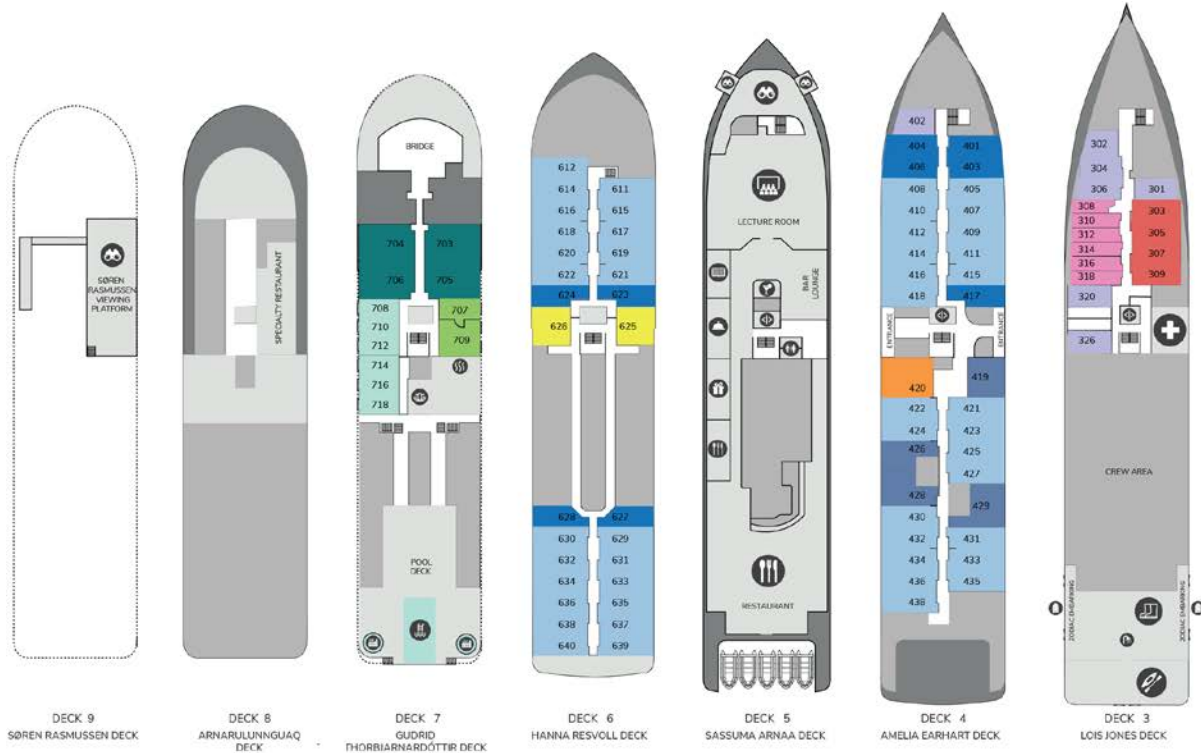 SØREN
RASMUSSEN
VIEWING
PLATFORM
DECK 9
SØREN RASMUSSEN DECK
SPECIALTY RESTAURANT
DECK 8
ARNARULUNNGUAQ
DECK
BRIDGE
704 703
706 705
708 707
710
712 709
714
716
718
POOL
DECK
DECK 7
GUDRID
THORBJARNARDÓTTIR DECK
612
614 611
616 615
618 617
620 619
622 621
624 623
626 625
628 627
630 629
632 631
634 633
636 635
638 637
640 639
DECK 6
HANNA RESVOLL DECK
LECTURE ROOM
BAR
LOUNGE
RESTAURANT
DECK 5
SASSUMA ARNAA DECK
402
404 401
406 403
408 405
410 407
412 409
414 411
416 415
418 417
ENTRANCE
ENTRANCE
420 419
422 421
424 423
426 425
427
428
429
430
432 431
434 433
436 435
438
DECK 4
AMELIA EARHART DECK
302
304
306 301
308 303
310
312 305
314 307
316
318 309
320
326
CREW AREA
ZODIAC EMBARKING
ZODIAC EMBARKING
DECK 3
LOIS JONES DECK